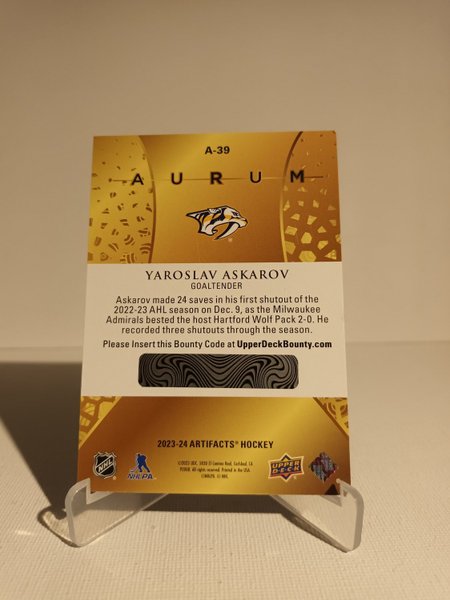 A-39
AURUM
YAROSLAV ASKAROV
GOALTENDER
Askarov made 24 saves in his first shutout of the
2022-23 AHL season on Dec. 9, as the Milwaukee
Admirals bested the host Hartford Wolf Pack 2-0. He
recorded three shutouts through the season.
Please Insert this Bounty Code at UpperDeckBounty.com
2023-24 ARTIFACTS® HOCKEY
NHL
NHLPA
UPPER
DECK